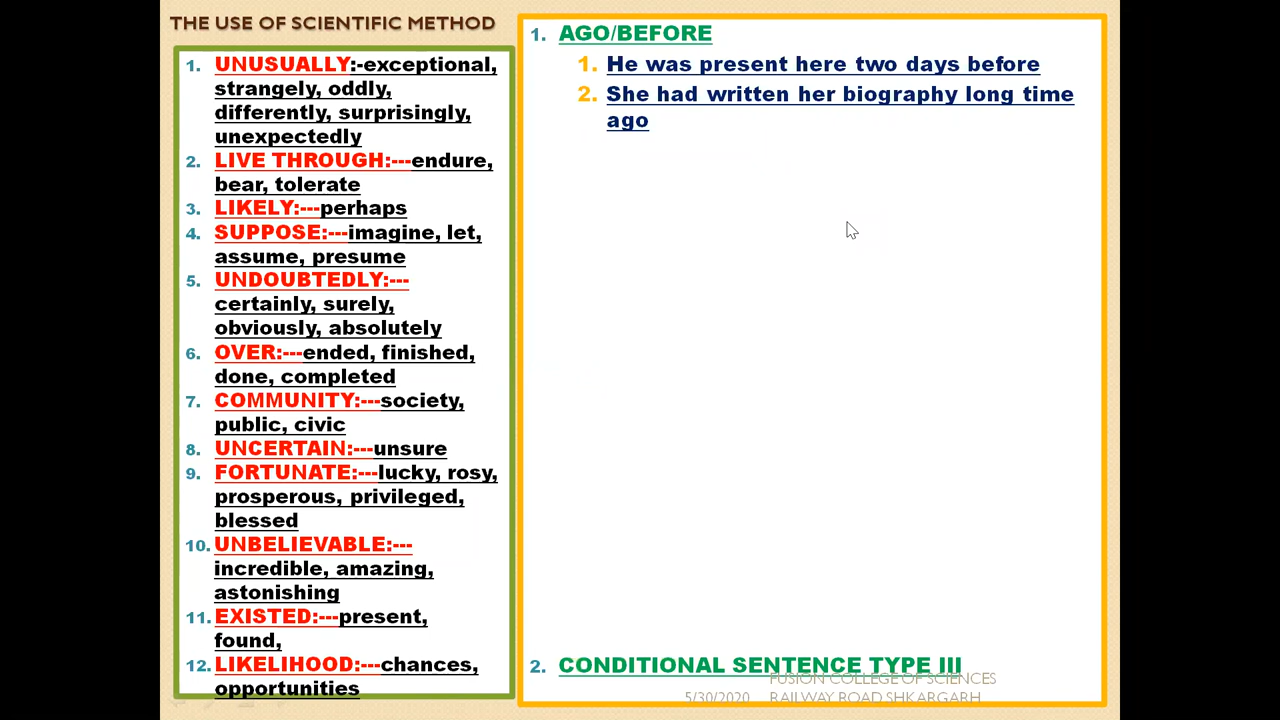 THE USE OF SCIENTIFIC METHOD
1. UNUSUALLY:-exceptional,
strangely, oddly,
differently, surprisingly,
unexpectedly
2. LIVE THROUGH:---endure,
bear, tolerate
3. LIKELY:---perhaps
4. SUPPOSE:---imagine, let,
assume, presume
5. UNDOUBTEDLY:---
certainly, surely,
obviously, absolutely
6. OVER:---ended, finished,
done, completed
7. COMMUNITY:---society,
public, civic
8. UNCERTAIN:---unsure
9. FORTUNATE:---lucky, rosy,
prosperous, privileged,
blessed
10. UNBELIEVABLE:---
incredible, amazing,
astonishing
11. EXISTED:---present,
found,
12. LIKELIHOOD:---chances,
opportunities
1. AGO/BEFORE
1. He was present here two days before
2. She had written her biography long time
ago
2. CONDITIONAL SENTENCE TYPE III
FUSION COLLEGE OF SCIENCES
5/30/2020 RAILWAY ROAD SHKARGARH